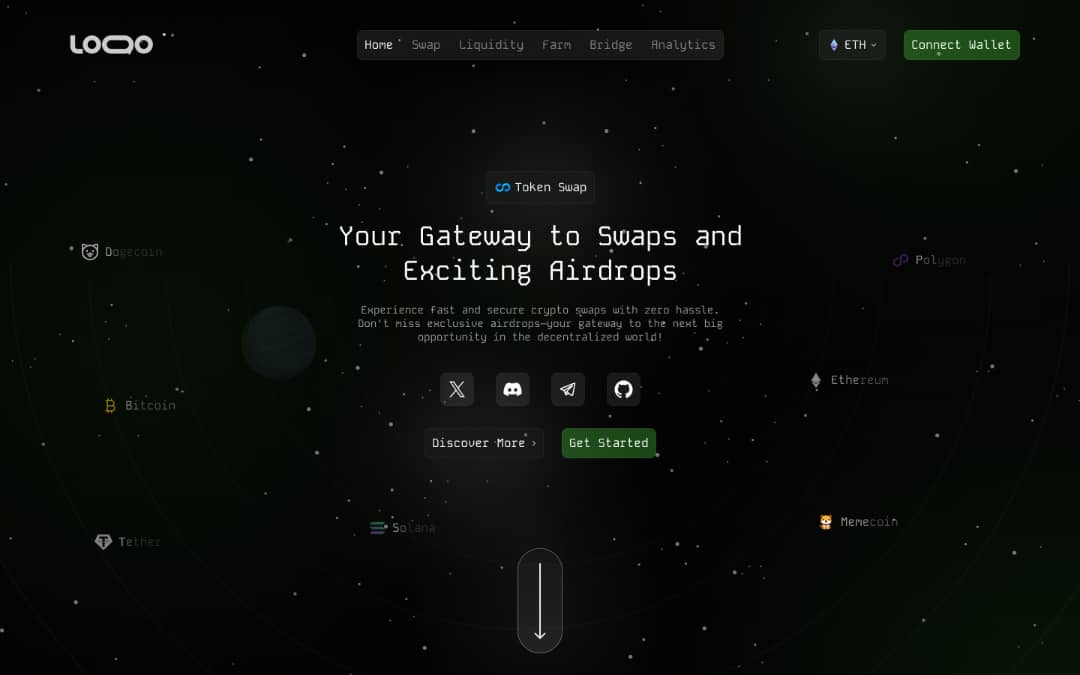 LOQO
Home Swap Liquidity Farm Bridge Analytics
ETH
Connect Wallet
Token Swap
Your Gateway to Swaps and
Exciting Airdrops
Experience fast and secure crypto swaps with zero hassle.
Don't miss exclusive airdrops—your gateway to the next big
opportunity in the decentralized world!
Dogecoin
Polygon
Ethereum
Bitcoin
Discover More ›
Get Started
Memecoin
Solana
Tether